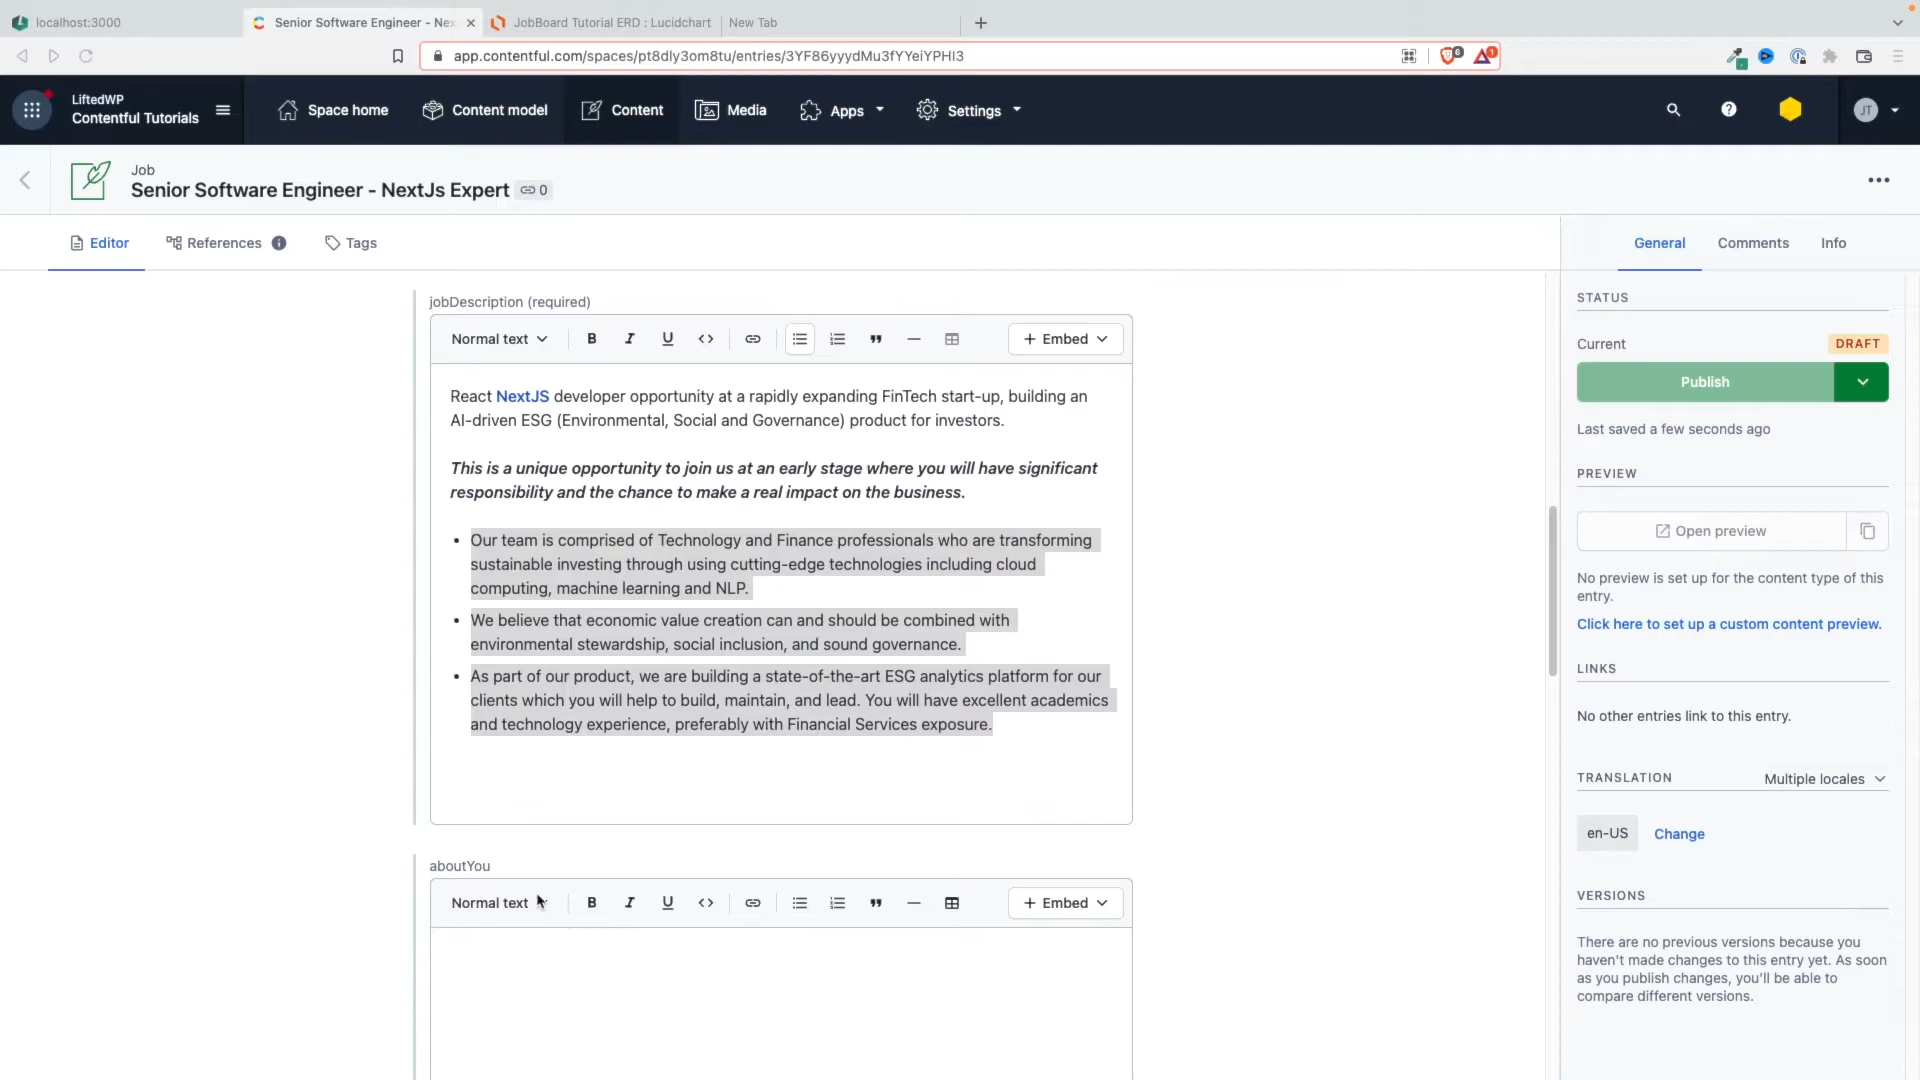 localhost:3000
Senior Software Engineer - Nex
JobBoard Tutorial ERD : Lucidchart
New Tab
app.contentful.com/spaces/pt8dly3om8tu/entries/3YF86yyydMu3fYYeiYPHI3
6
1
LiftedWP
Contentful Tutorials
Space home
Content model
Content
Media
Apps
Settings
?
JT
Job
Senior Software Engineer - NextJs Expert
0
Editor
References
Tags
General
Comments
Info
jobDescription (required)
Normal text
B I U <>
+ Embed
React NextJS developer opportunity at a rapidly expanding FinTech start-up, building an
AI-driven ESG (Environmental, Social and Governance) product for investors.
This is a unique opportunity to join us at an early stage where you will have significant
responsibility and the chance to make a real impact on the business.
• Our team is comprised of Technology and Finance professionals who are transforming
sustainable investing through using cutting-edge technologies including cloud
computing, machine learning and NLP.
• We believe that economic value creation can and should be combined with
environmental stewardship, social inclusion, and sound governance.
• As part of our product, we are building a state-of-the-art ESG analytics platform for our
clients which you will help to build, maintain, and lead. You will have excellent academics
and technology experience, preferably with Financial Services exposure.
aboutYou
Normal text
B I U <>
+ Embed
STATUS
Current
DRAFT
Publish
Last saved a few seconds ago
PREVIEW
Open preview
No preview is set up for the content type of this
entry.
Click here to set up a custom content preview.
LINKS
No other entries link to this entry.
TRANSLATION
Multiple locales
en-US
Change
VERSIONS
There are no previous versions because you
haven't made changes to this entry yet. As soon
as you publish changes, you'll be able to
compare different versions.